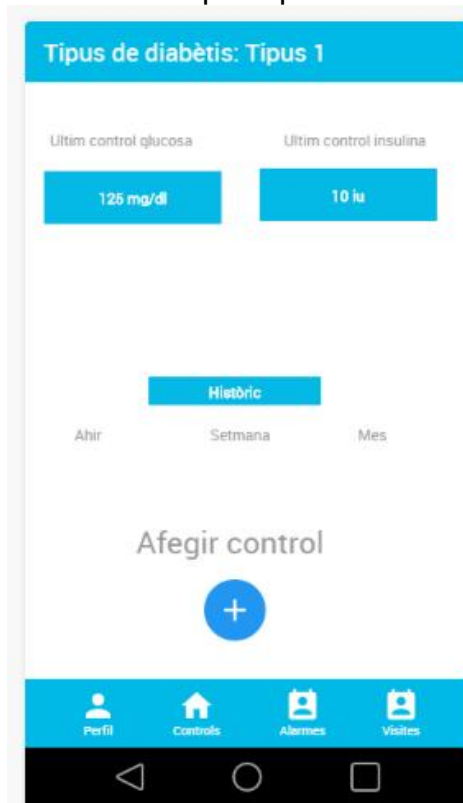 Tipus de diabètis: Tipus 1
Ultim control glucosa
Ultim control insulina
125 mg/dl
10 iu
Històric
Ahir
Setmana
Mes
Afegir control
Perfil
Controls
Alarmes
Visites